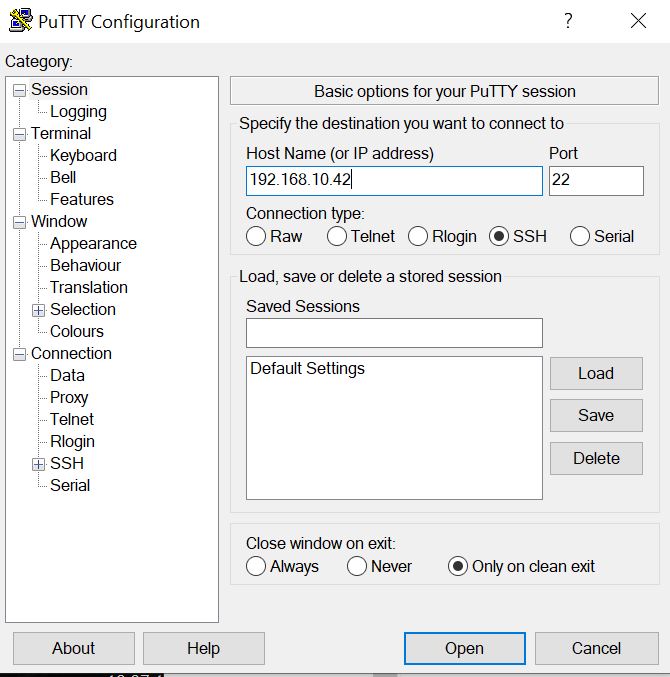 PuTTY Configuration ? ×
Category:
Session
Logging
Terminal
Keyboard
Bell
Features
Window
Appearance
Behaviour
Translation
Selection
Colours
Connection
Data
Proxy
Telnet
Rlogin
SSH
Serial
Basic options for your PuTTY session
Specify the destination you want to connect to
Host Name (or IP address) Port
192.168.10.42 22
Connection type:
Raw Telnet Rlogin SSH Serial
Load, save or delete a stored session
Saved Sessions
Default Settings
Load
Save
Delete
Close window on exit:
Always Never Only on clean exit
About Help Open Cancel